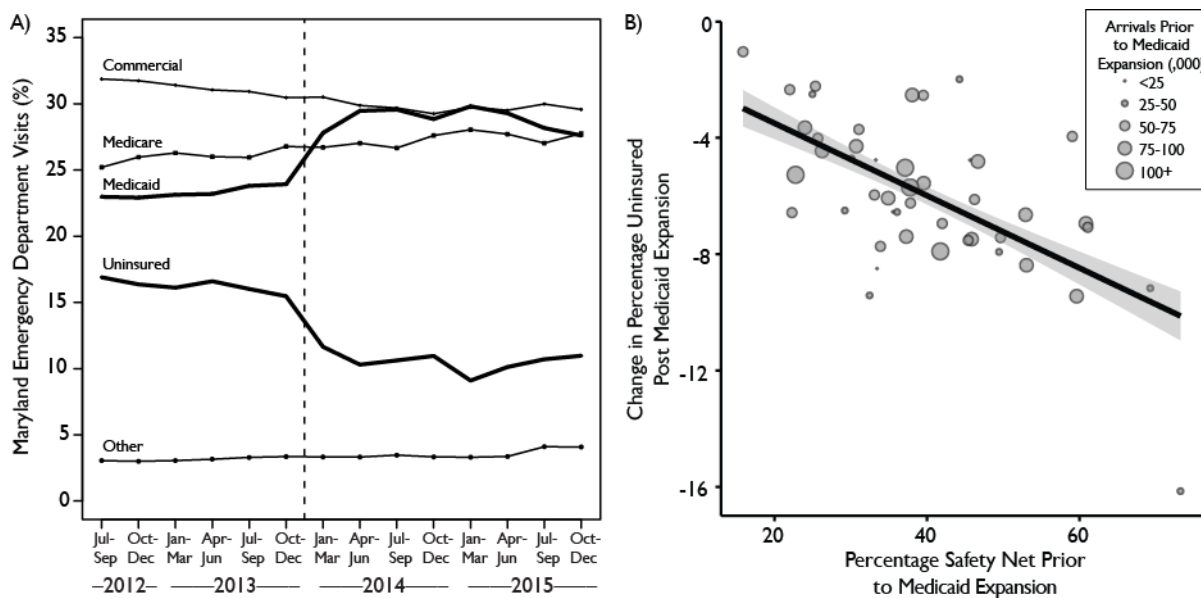 A)
Maryland Emergency Department Visits (%)
35
30
25
20
15
10
5
0
Commercial
Medicare
Medicaid
Uninsured
Other
Jul- Oct- Jan- Apr- Jul- Oct- Jan- Apr- Jul- Oct- Jan- Apr- Jul- Oct-
Sep Dec Mar Jun Sep Dec Mar Jun Sep Dec Mar Jun Sep Dec
2012 2013 2014 2015
B)
Change in Percentage Uninsured
Post Medicaid Expansion
-0
-4
-8
-12
-16
Arrivals Prior
to Medicaid
Expansion (,000)
<25
25-50
50-75
75-100
100+
20 40 60
Percentage Safety Net Prior
to Medicaid Expansion